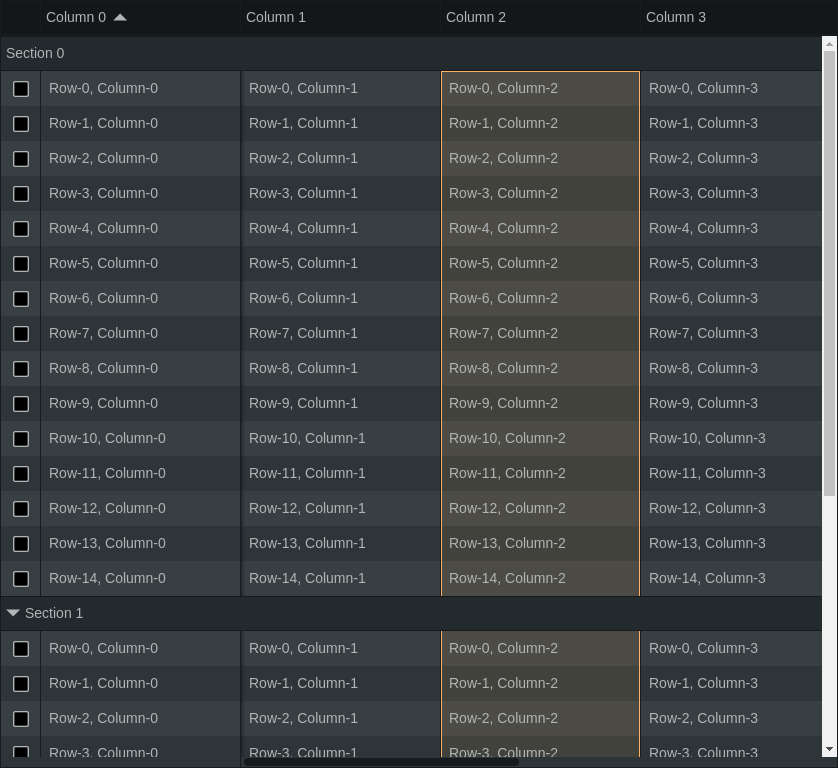 Column 0 Column 1 Column 2 Column 3
Section 0
Row-0, Column-0 Row-0, Column-1 Row-0, Column-2 Row-0, Column-3
Row-1, Column-0 Row-1, Column-1 Row-1, Column-2 Row-1, Column-3
Row-2, Column-0 Row-2, Column-1 Row-2, Column-2 Row-2, Column-3
Row-3, Column-0 Row-3, Column-1 Row-3, Column-2 Row-3, Column-3
Row-4, Column-0 Row-4, Column-1 Row-4, Column-2 Row-4, Column-3
Row-5, Column-0 Row-5, Column-1 Row-5, Column-2 Row-5, Column-3
Row-6, Column-0 Row-6, Column-1 Row-6, Column-2 Row-6, Column-3
Row-7, Column-0 Row-7, Column-1 Row-7, Column-2 Row-7, Column-3
Row-8, Column-0 Row-8, Column-1 Row-8, Column-2 Row-8, Column-3
Row-9, Column-0 Row-9, Column-1 Row-9, Column-2 Row-9, Column-3
Row-10, Column-0 Row-10, Column-1 Row-10, Column-2 Row-10, Column-3
Row-11, Column-0 Row-11, Column-1 Row-11, Column-2 Row-11, Column-3
Row-12, Column-0 Row-12, Column-1 Row-12, Column-2 Row-12, Column-3
Row-13, Column-0 Row-13, Column-1 Row-13, Column-2 Row-13, Column-3
Row-14, Column-0 Row-14, Column-1 Row-14, Column-2 Row-14, Column-3
Section 1
Row-0, Column-0 Row-0, Column-1 Row-0, Column-2 Row-0, Column-3
Row-1, Column-0 Row-1, Column-1 Row-1, Column-2 Row-1, Column-3
Row-2, Column-0 Row-2, Column-1 Row-2, Column-2 Row-2, Column-3
Row-3, Column-0 Row-3, Column-1 Row-3, Column-2 Row-3, Column-3